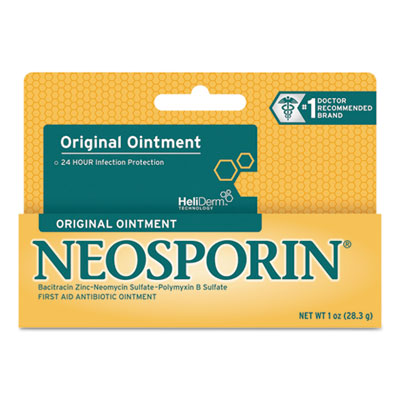 #1 DOCTOR
RECOMMENDED
BRAND
Original Ointment
24 HOUR Infection Protection
HeliDerm
TECHNOLOGY
ORIGINAL OINTMENT
NEOSPORIN®
Bacitracin Zinc–Neomycin Sulfate–Polymyxin B Sulfate
FIRST AID ANTIBIOTIC OINTMENT
NET WT 1 oz (28.3 g)